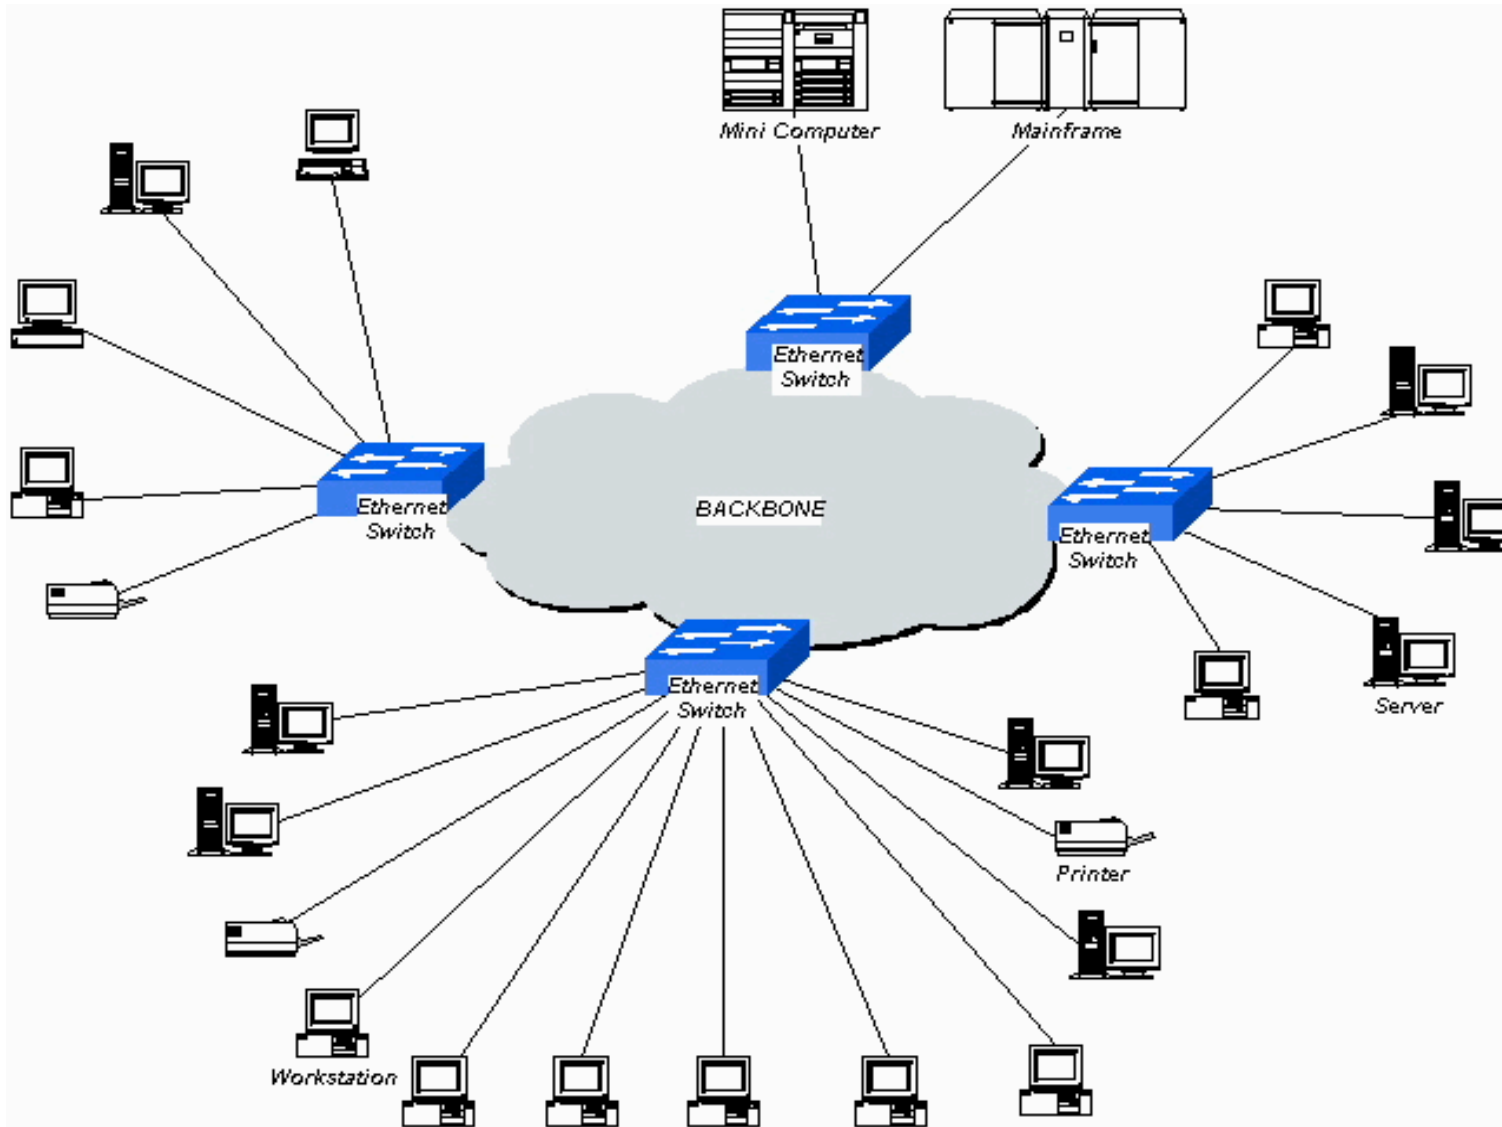 Mini Computer
Mainframe
Ethernet
Switch
Ethernet
Switch
BACKBONE
Ethernet
Switch
Ethernet
Switch
Server
Printer
Workstation